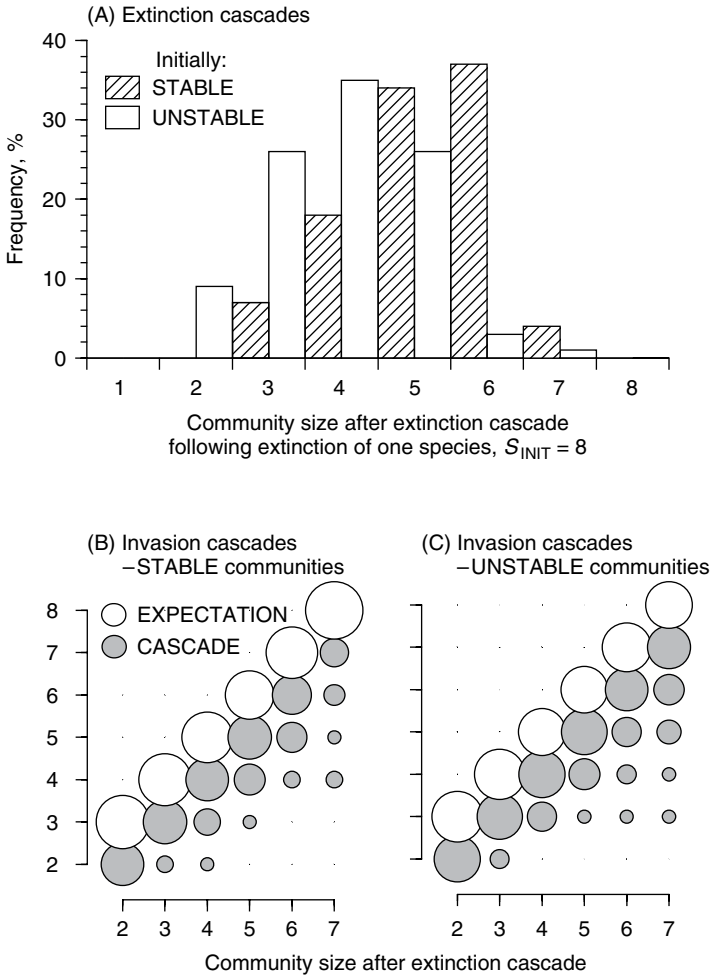 (A) Extinction cascades
40
30
20
10
0
Frequency, %
Initially:
STABLE
UNSTABLE
1 2 3 4 5 6 7 8
Community size after extinction cascade
following extinction of one species, S_INIT = 8
(B) Invasion cascades
–STABLE communities
(C) Invasion cascades
–UNSTABLE communities
EXPECTATION
CASCADE
8
7
6
5
4
3
2
2 3 4 5 6 7
2 3 4 5 6 7
Community size after extinction cascade